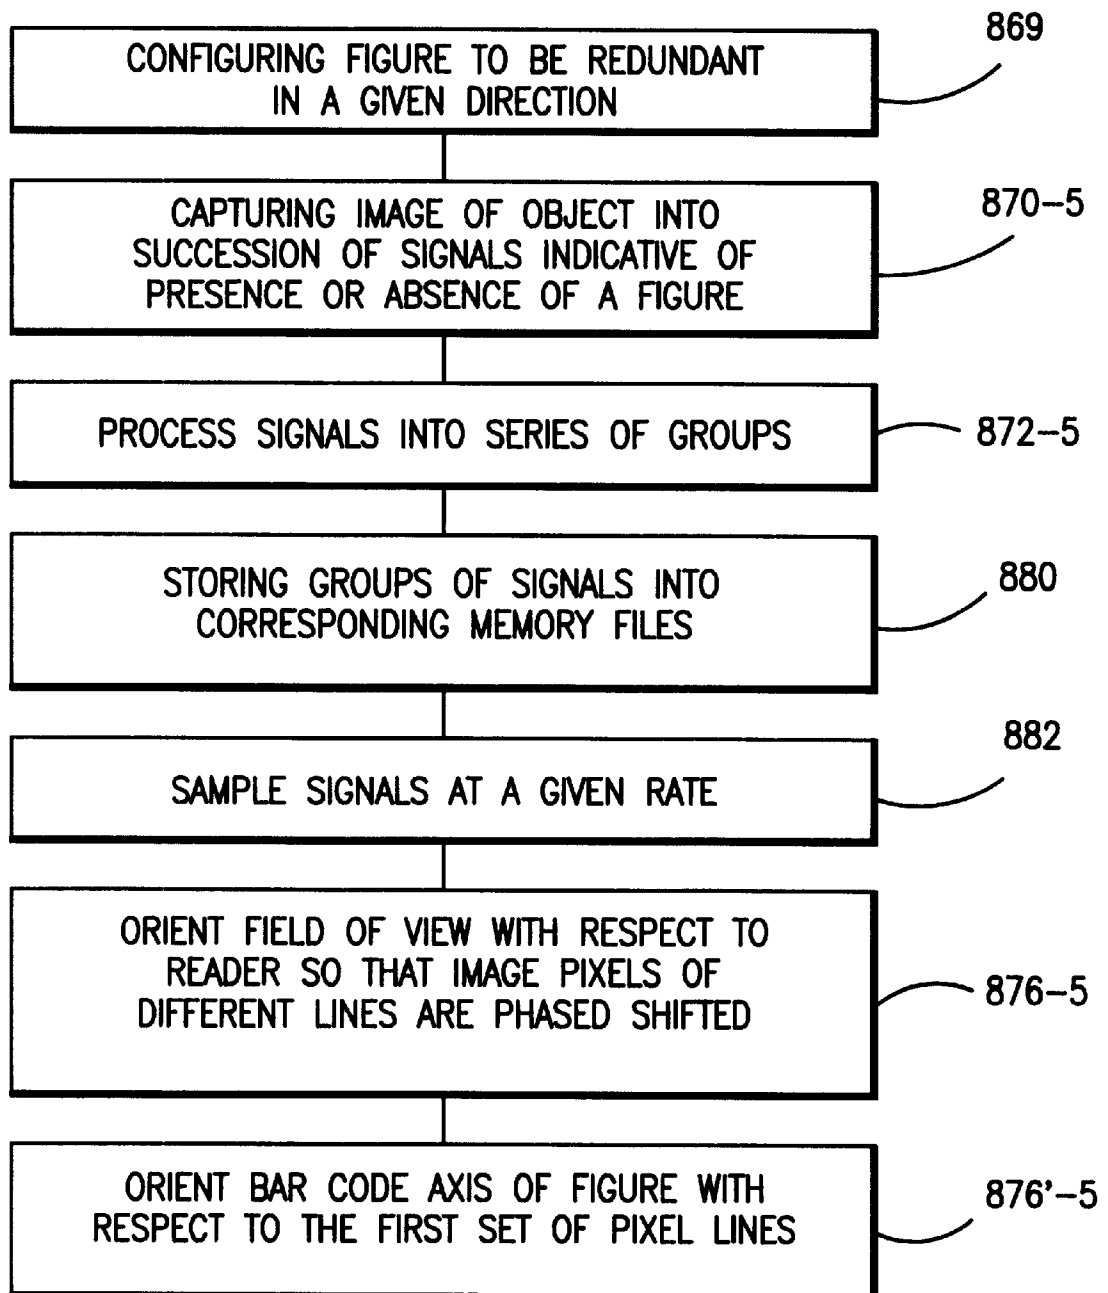 869
CONFIGURING FIGURE TO BE REDUNDANT
IN A GIVEN DIRECTION
870-5
CAPTURING IMAGE OF OBJECT INTO
SUCCESSION OF SIGNALS INDICATIVE OF
PRESENCE OR ABSENCE OF A FIGURE
PROCESS SIGNALS INTO SERIES OF GROUPS
872-5
STORING GROUPS OF SIGNALS INTO
CORRESPONDING MEMORY FILES
880
882
SAMPLE SIGNALS AT A GIVEN RATE
ORIENT FIELD OF VIEW WITH RESPECT TO
READER SO THAT IMAGE PIXELS OF
DIFFERENT LINES ARE PHASED SHIFTED
876-5
ORIENT BAR CODE AXIS OF FIGURE WITH
RESPECT TO THE FIRST SET OF PIXEL LINES
876'-5